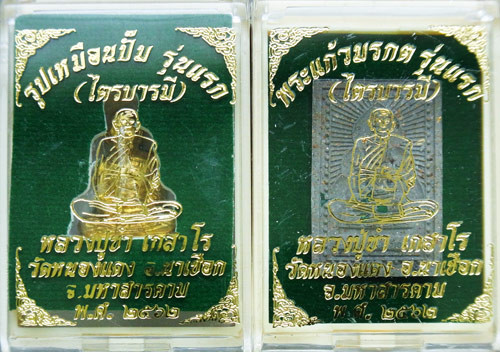 รูปเหมือนปั๊ม รุ่นแรก
(ไตรบารมี)
หลวงปู่ขำ เกสาโร
วัดหนองแดง อ.นาเชือก
จ.มหาสารคาม
พ.ศ. ๒๕๖๒
พระแก้วมรกต รุ่นแรก
(ไตรบารมี)
หลวงปู่ขำ เกสาโร
วัดหนองแดง อ.นาเชือก
จ.มหาสารคาม
พ.ศ. ๒๕๖๒